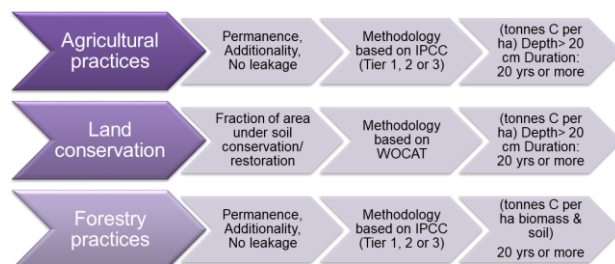 Agricultural
practices
Permanence,
Additionality,
No leakage
Methodology
based on IPCC
(Tier 1, 2 or 3)
(tonnes C per
ha) Depth> 20
cm Duration:
20 yrs or more
Land
conservation
Fraction of area
under soil
conservation/
restoration
Methodology
based on
WOCAT
(tonnes C per
ha) Depth> 20
cm Duration:
20 yrs or more
Forestry
practices
Permanence,
Additionality,
No leakage
Methodology
based on IPCC
(Tier 1, 2 or 3)
(tonnes C per
ha biomass &
soil)
20 yrs or more